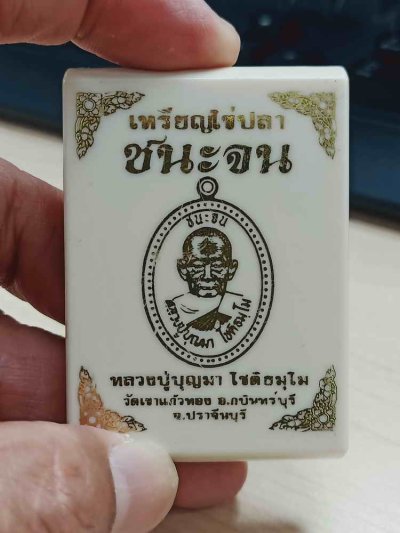 เหรียญไข่ปลา
ชนะจน
ชนะจน
หลวงปู่บุญมา โชติธมฺโม
หลวงปู่บุญมา โชติธมฺโม
วัดเขาแก้วทอง อ.กบินทร์บุรี
จ.ปราจีนบุรี